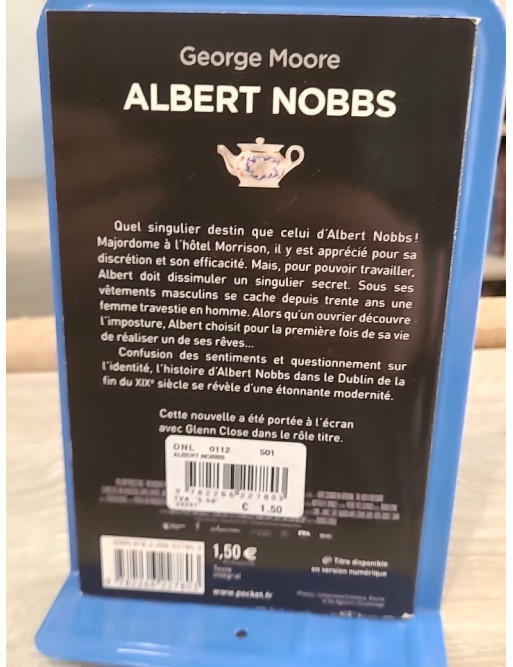 George Moore
ALBERT NOBBS
Quel singulier destin que celui d'Albert Nobbs !
Majordome à l'hôtel Morrison, il y est apprécié pour sa
discrétion et son efficacité. Mais, pour pouvoir travailler,
Albert doit dissimuler un singulier secret. Sous ses
vêtements masculins se cache depuis trente ans une
femme travestie en homme. Alors qu'un ouvrier découvre
l'imposture, Albert choisit pour la première fois de sa vie
de réaliser un de ses rêves...
Confusion des sentiments et questionnement sur
l'identité, l'histoire d'Albert Nobbs dans le Dublin de la
fin du XIXe siècle se révèle d'une étonnante modernité.
Cette nouvelle a été portée à l'écran
avec Glenn Close dans le rôle titre.
DNL 0112 501
ALBERT NOBBS
9 782266 227803
€ 1.50
1,50 €
Texte
intégral
www.pocket.fr
Titre disponible
en version numérique